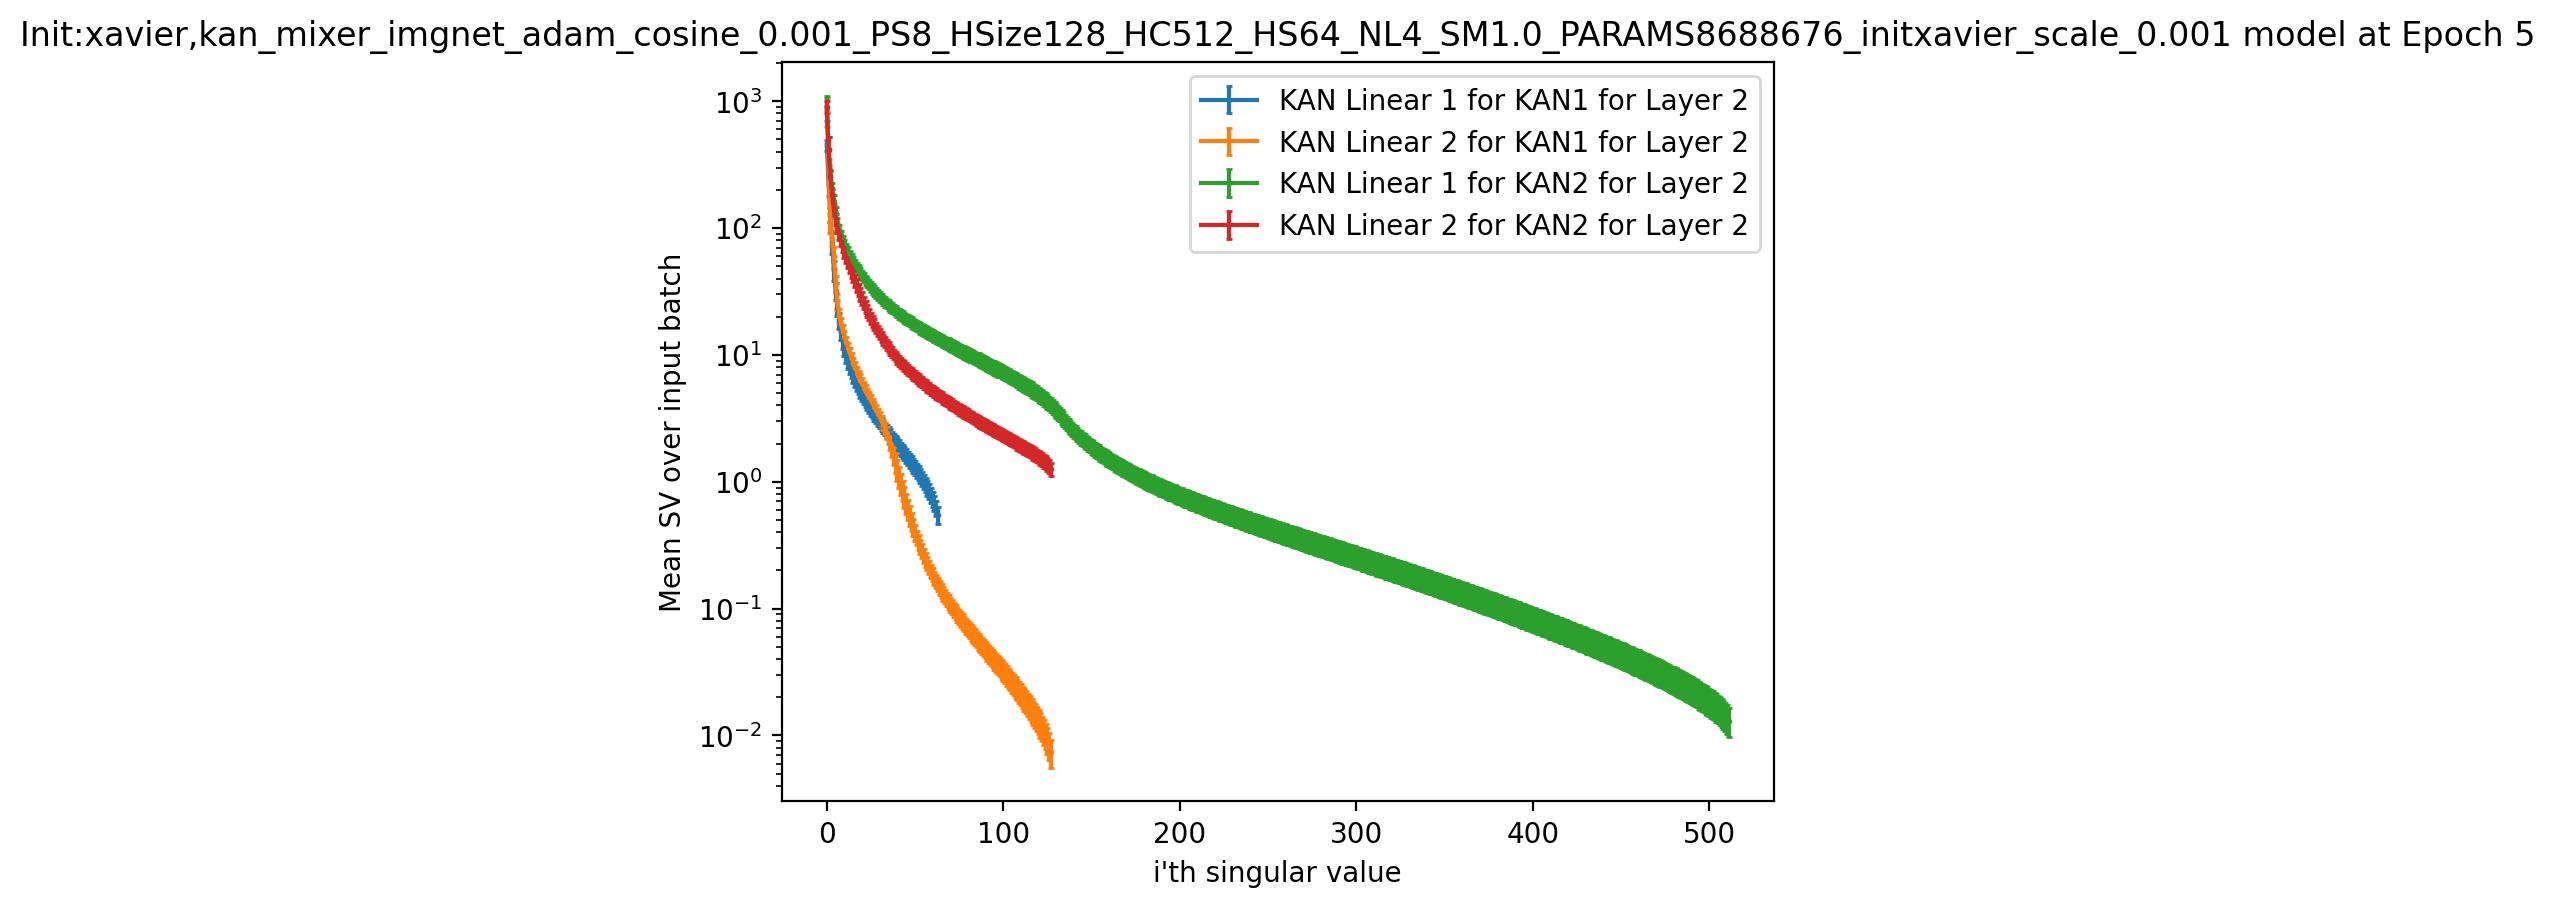 Init:xavier,kan_mixer_imgnet_adam_cosine_0.001_PS8_HSize128_HC512_HS64_NL4_SM1.0_PARAMS8688676_initxavier_scale_0.001 model at Epoch 5
KAN Linear 1 for KAN1 for Layer 2
KAN Linear 2 for KAN1 for Layer 2
KAN Linear 1 for KAN2 for Layer 2
KAN Linear 2 for KAN2 for Layer 2
Mean SV over input batch
10³
10²
10¹
10⁰
10⁻¹
10⁻²
0 100 200 300 400 500
i'th singular value